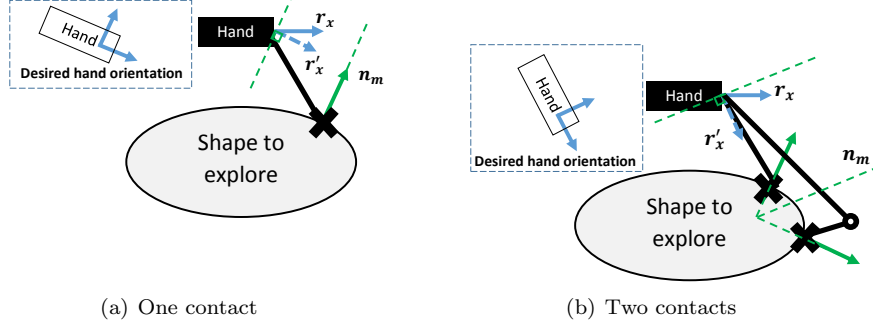 Hand
Desired hand orientation
Hand
r_x
r'_x
n_m
Shape to
explore
(a) One contact
Hand
Desired hand orientation
Hand
r_x
r'_x
n_m
Shape to
explore
(b) Two contacts